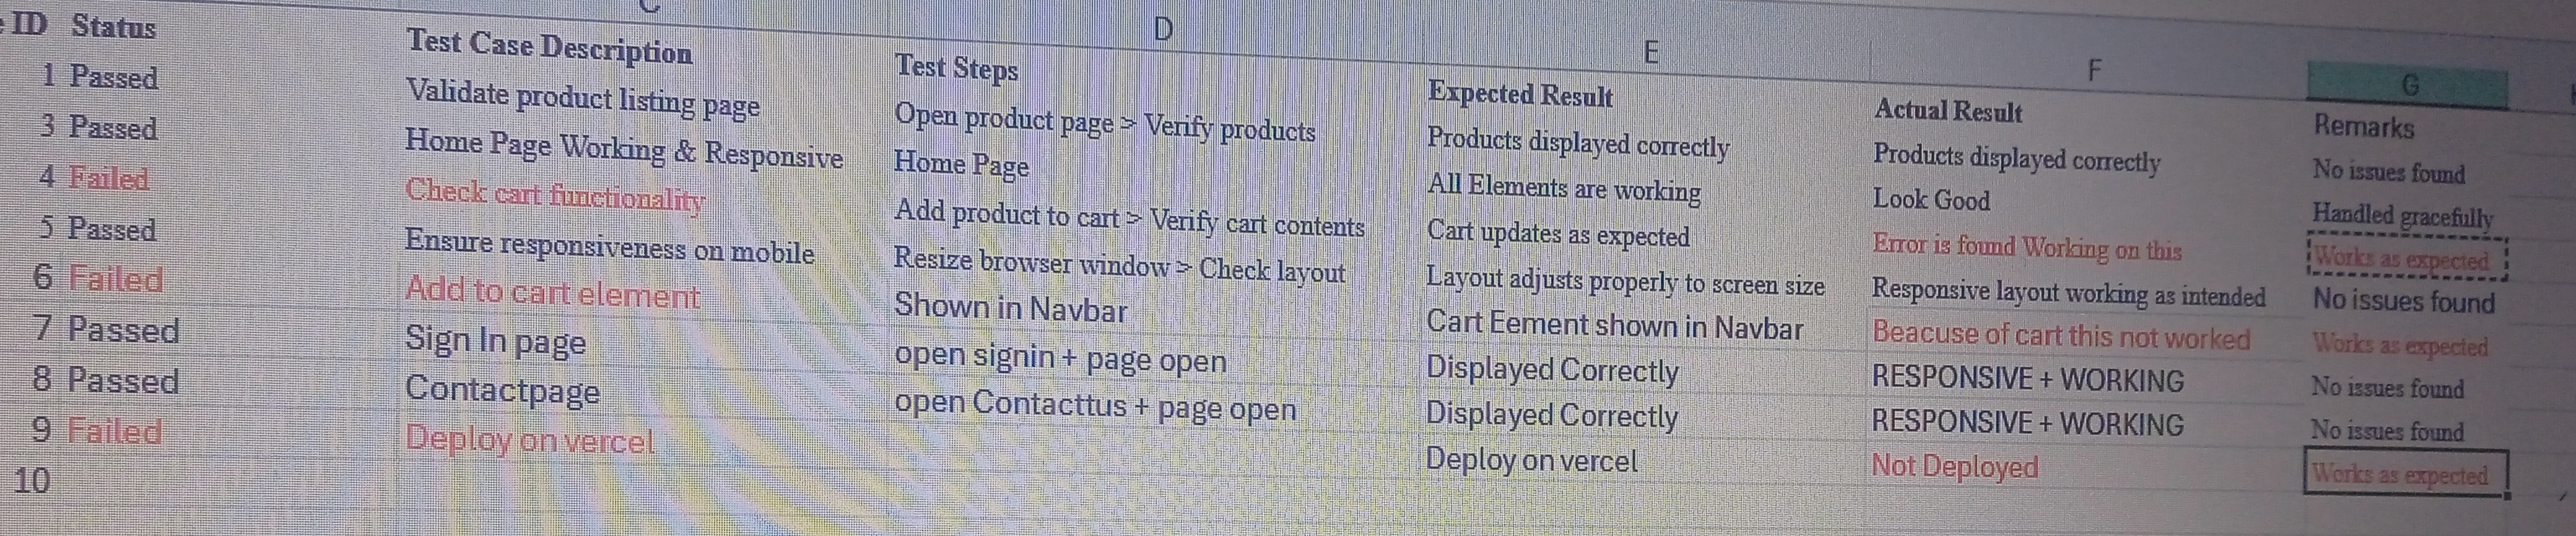 C D E F G
ID Status Test Case Description Test Steps Expected Result Actual Result Remarks
1 Passed Validate product listing page Open product page > Verify products Products displayed correctly Products displayed correctly No issues found
3 Passed Home Page Working & Responsive Home Page All Elements are working Look Good Handled gracefully
4 Failed Check cart functionality Add product to cart > Verify cart contents Cart updates as expected Error is found Working on this Works as expected
5 Passed Ensure responsiveness on mobile Resize browser window > Check layout Layout adjusts properly to screen size Responsive layout working as intended No issues found
6 Failed Add to cart element Shown in Navbar Cart Eement shown in Navbar Beacuse of cart this not worked Works as expected
7 Passed Sign In page open signin + page open Displayed Correctly RESPONSIVE + WORKING No issues found
8 Passed Contactpage open Contacttus + page open Displayed Correctly RESPONSIVE + WORKING No issues found
9 Failed Deploy on vercel Deploy on vercel Not Deployed Works as expected
10